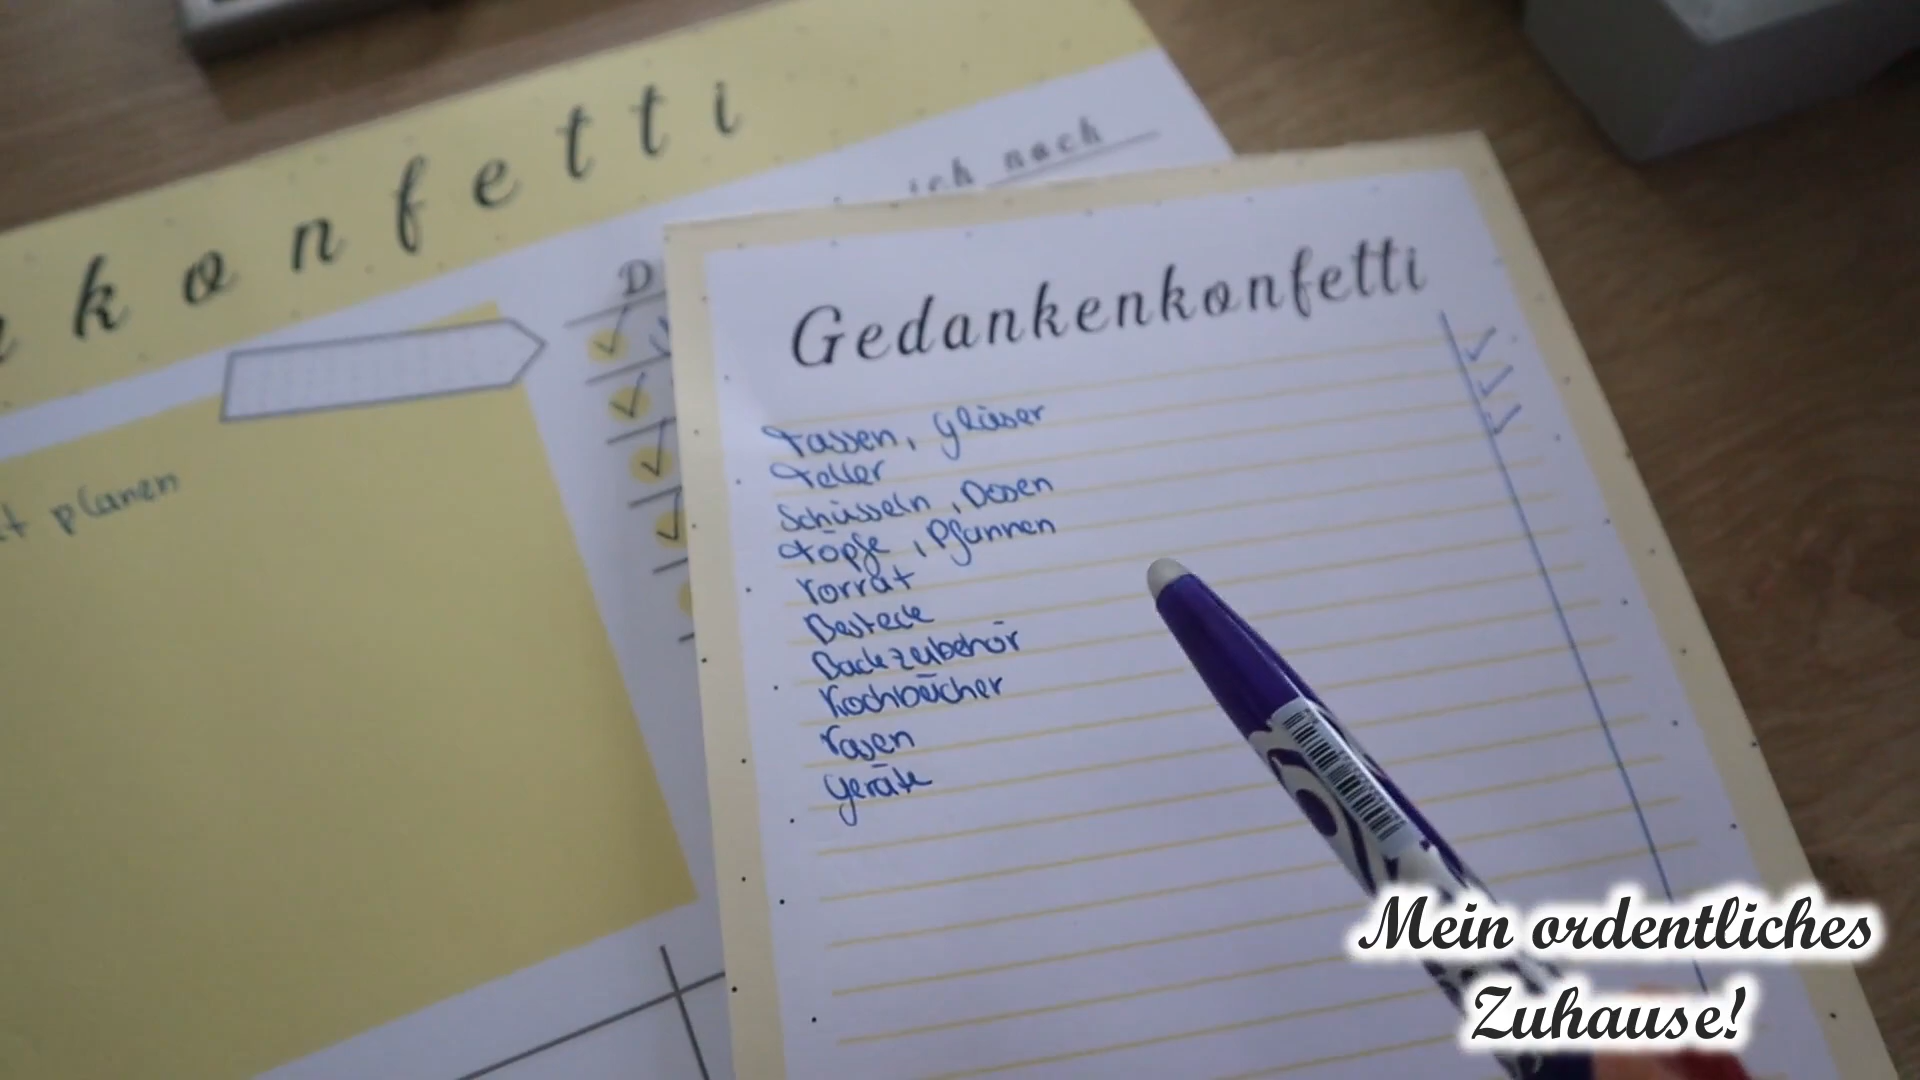 konfetti
ich nach
D
t planen
Gedankenkonfetti
Tassen, Gläser
Teller
Schüsseln, Dosen
Töpfe, Pfannen
Vorrat
Besteck
Backzubehör
Kochbücher
Vasen
Geräte
Mein ordentliches
Zuhause!